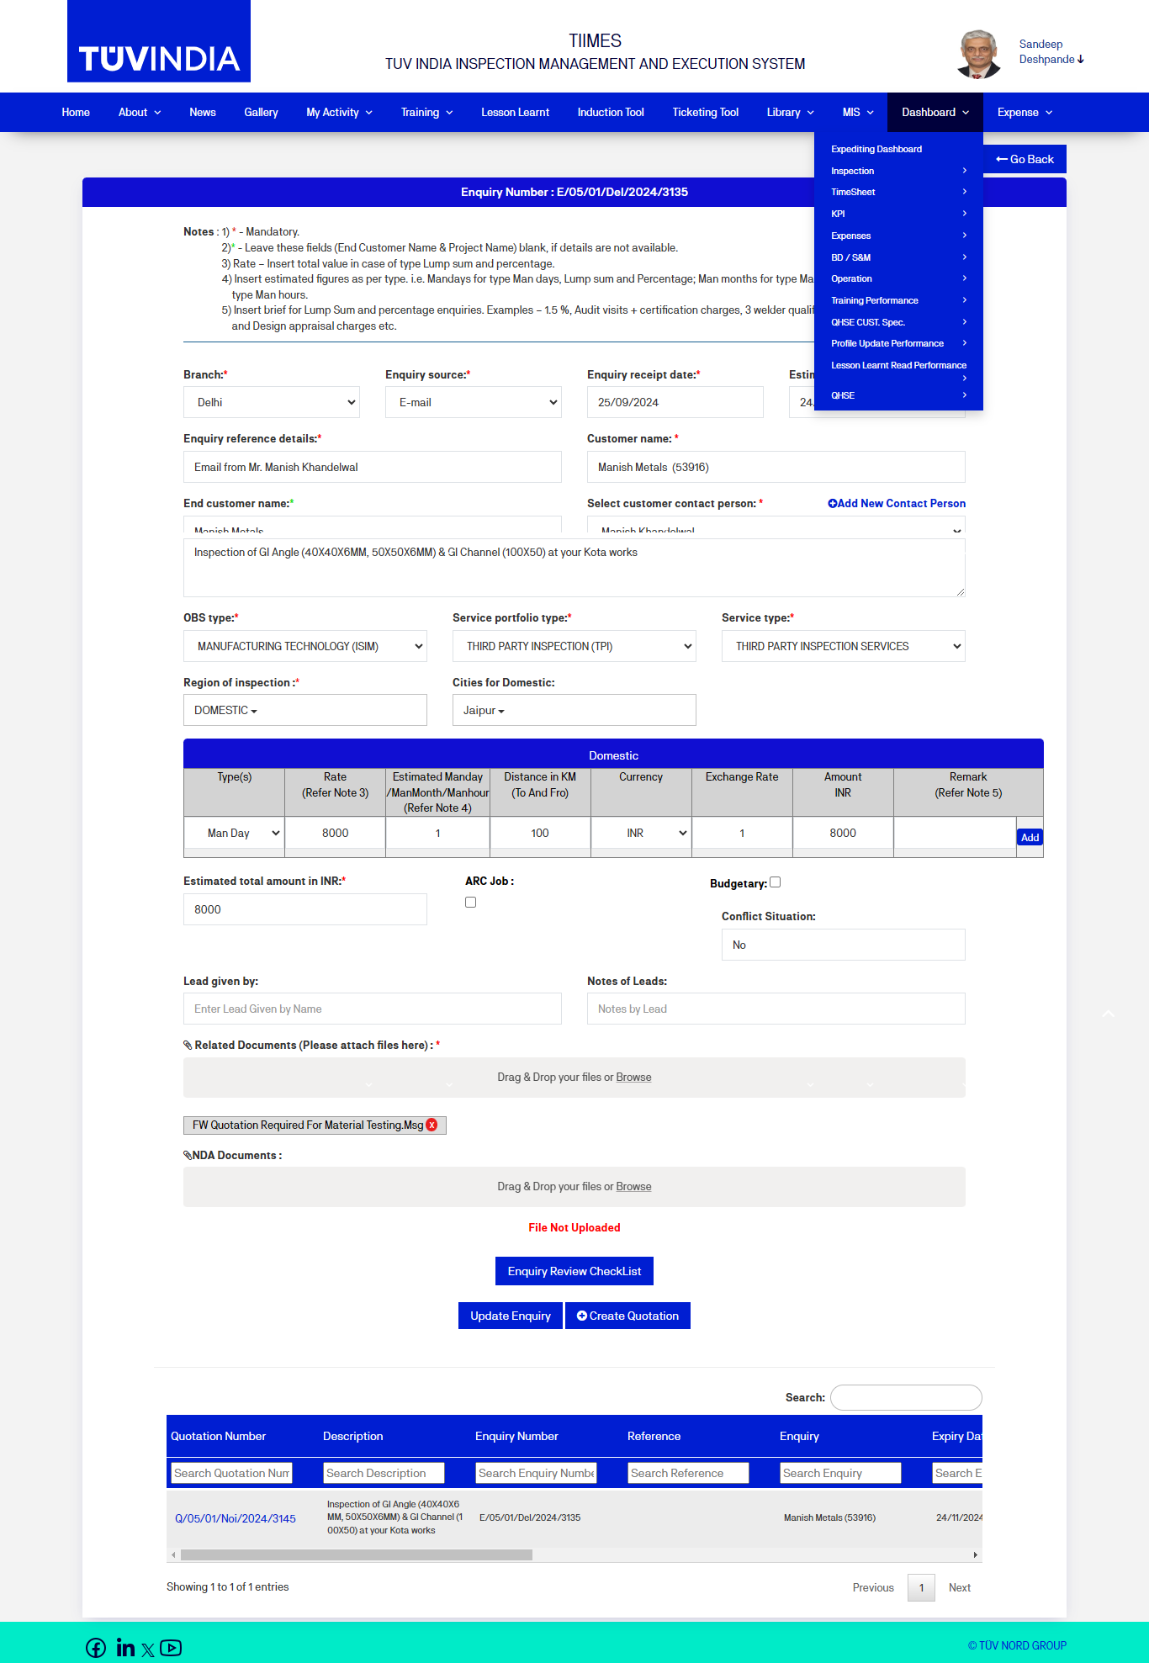 TÜVINDIA
TIIMES
TUV INDIA INSPECTION MANAGEMENT AND EXECUTION SYSTEM
Sandeep
Deshpande
Home About News Gallery My Activity Training Lesson Learnt Induction Tool Ticketing Tool Library MIS Dashboard Expense
Expediting Dashboard
Inspection
TimeSheet
KPI
Expenses
BD / S&M
Operation
Training Performance
QHSE CUST. Spec.
Profile Update Performance
Lesson Learnt Read Performance
QHSE
Go Back
Enquiry Number : E/05/01/Del/2024/3135
Notes : 1) * - Mandatory.
2)* - Leave these fields (End Customer Name & Project Name) blank, if details are not available.
3) Rate – Insert total value in case of type Lump sum and percentage.
4) Insert estimated figures as per type. i.e. Mandays for type Man days, Lump sum and Percentage; Man months for type Ma
type Man hours.
5) Insert brief for Lump Sum and percentage enquiries. Examples – 1.5 %, Audit visits + certification charges, 3 welder qualif
and Design appraisal charges etc.
Branch:* Enquiry source:* Enquiry receipt date:* Estin
Delhi E-mail 25/09/2024 24
Enquiry reference details:* Customer name: *
Email from Mr. Manish Khandelwal Manish Metals (53916)
End customer name:* Select customer contact person: * Add New Contact Person
Manish Metals Manish Khandelwal
Inspection of GI Angle (40X40X6MM, 50X50X6MM) & GI Channel (100X50) at your Kota works
OBS type:* Service portfolio type:* Service type:*
MANUFACTURING TECHNOLOGY (ISIM) THIRD PARTY INSPECTION (TPI) THIRD PARTY INSPECTION SERVICES
Region of inspection :* Cities for Domestic:
DOMESTIC Jaipur
Domestic
Type(s) Rate Estimated Manday Distance in KM Currency Exchange Rate Amount Remark
(Refer Note 3) /ManMonth/Manhour (To And Fro) INR (Refer Note 5)
(Refer Note 4)
Man Day 8000 1 100 INR 1 8000 Add
Estimated total amount in INR:* ARC Job : Budgetary:
8000
Conflict Situation:
No
Lead given by: Notes of Leads:
Enter Lead Given by Name Notes by Lead
Related Documents (Please attach files here) : *
Drag & Drop your files or Browse
FW Quotation Required For Material Testing.Msg x
NDA Documents :
Drag & Drop your files or Browse
File Not Uploaded
Enquiry Review CheckList
Update Enquiry Create Quotation
Search:
Quotation Number Description Enquiry Number Reference Enquiry Expiry Dat
Search Quotation Num Search Description Search Enquiry Numbe Search Reference Search Enquiry Search E
Inspection of GI Angle (40X40X6
Q/05/01/Noi/2024/3145 MM, 50X50X6MM) & GI Channel (1 E/05/01/Del/2024/3135 Manish Metals (53916) 24/11/2024
00X50) at your Kota works
Showing 1 to 1 of 1 entries Previous 1 Next
© TÜV NORD GROUP